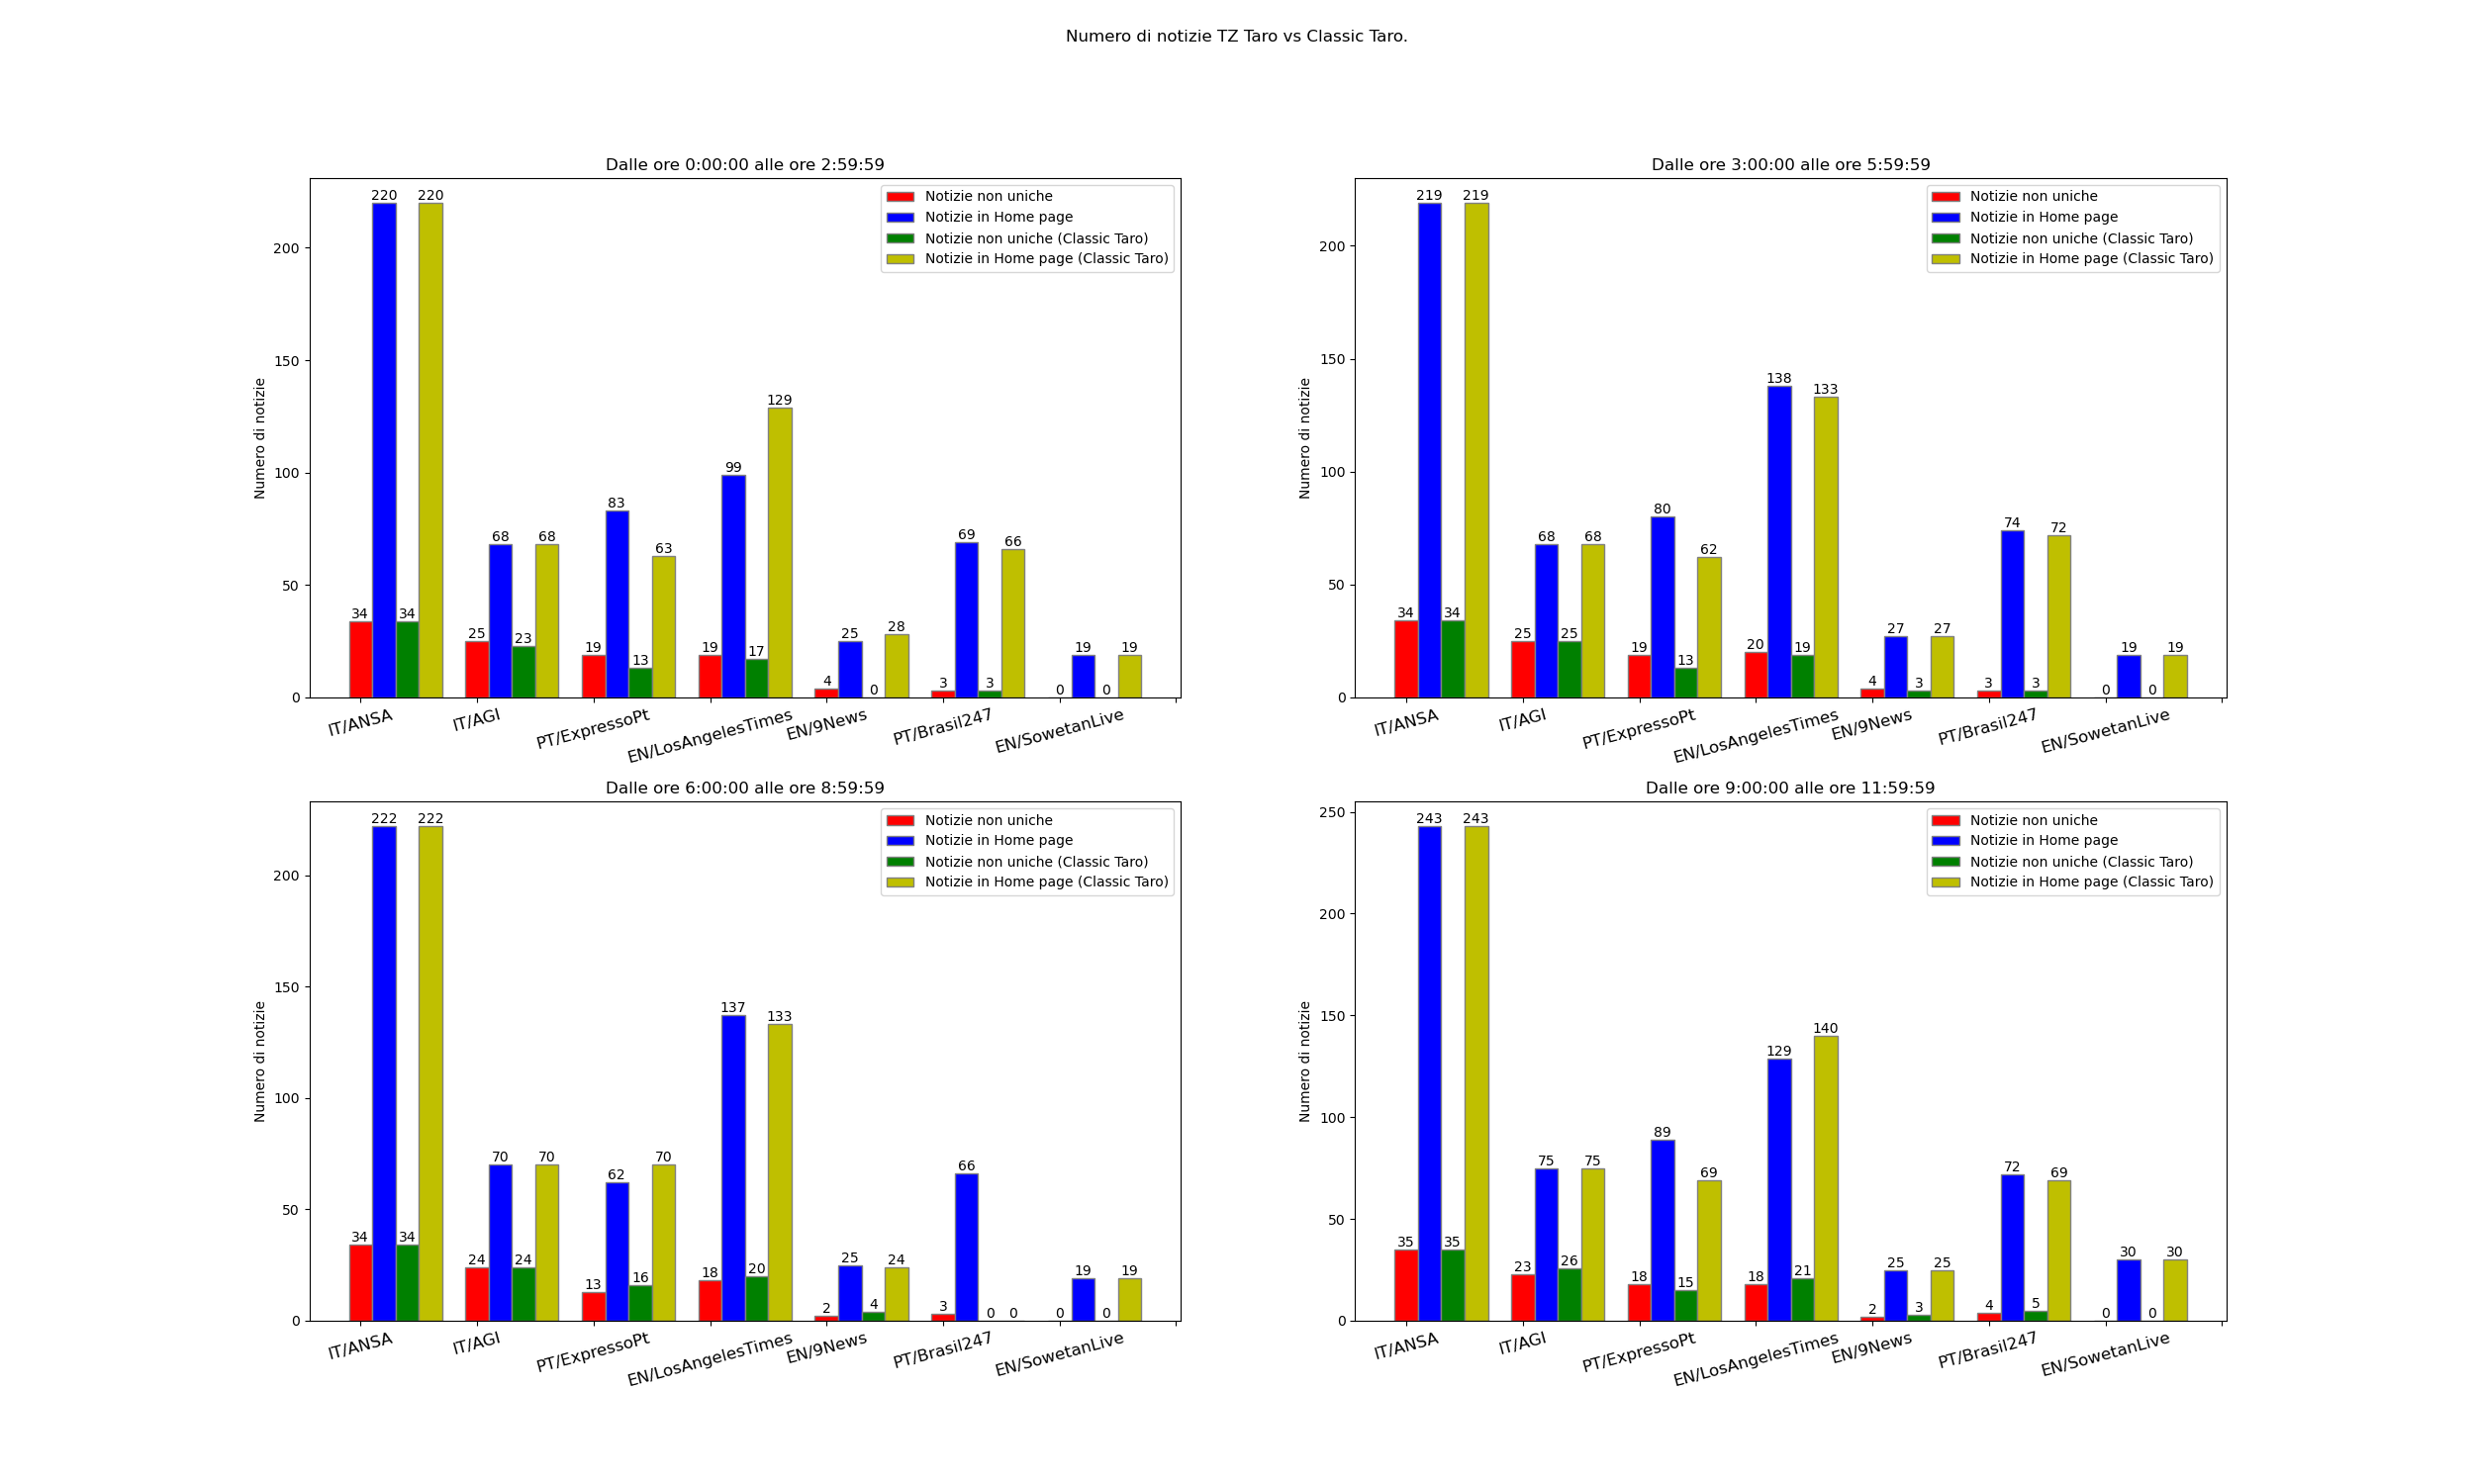 Numero di notizie TZ Taro vs Classic Taro.
Dalle ore 0:00:00 alle ore 2:59:59
Numero di notizie
200
150
100
50
0
Notizie non uniche
Notizie in Home page
Notizie non uniche (Classic Taro)
Notizie in Home page (Classic Taro)
34 220 34 220
25 68 23 68
19 83 13 63
19 99 17 129
4 25 0 28
3 69 3 66
0 19 0 19
IT/ANSA
IT/AGI
PT/ExpressoPt
EN/LosAngelesTimes
EN/9News
PT/Brasil247
EN/SowetanLive
Dalle ore 3:00:00 alle ore 5:59:59
Numero di notizie
200
150
100
50
0
Notizie non uniche
Notizie in Home page
Notizie non uniche (Classic Taro)
Notizie in Home page (Classic Taro)
34 219 34 219
25 68 25 68
19 80 13 62
20 138 19 133
4 27 3 27
3 74 3 72
0 19 0 19
IT/ANSA
IT/AGI
PT/ExpressoPt
EN/LosAngelesTimes
EN/9News
PT/Brasil247
EN/SowetanLive
Dalle ore 6:00:00 alle ore 8:59:59
Numero di notizie
200
150
100
50
0
Notizie non uniche
Notizie in Home page
Notizie non uniche (Classic Taro)
Notizie in Home page (Classic Taro)
34 222 34 222
24 70 24 70
13 62 16 70
18 137 20 133
2 25 4 24
3 66 0 0
0 19 0 19
IT/ANSA
IT/AGI
PT/ExpressoPt
EN/LosAngelesTimes
EN/9News
PT/Brasil247
EN/SowetanLive
Dalle ore 9:00:00 alle ore 11:59:59
Numero di notizie
250
200
150
100
50
0
Notizie non uniche
Notizie in Home page
Notizie non uniche (Classic Taro)
Notizie in Home page (Classic Taro)
35 243 35 243
23 75 26 75
18 89 15 69
18 129 21 140
2 25 3 25
4 72 5 69
0 30 0 30
IT/ANSA
IT/AGI
PT/ExpressoPt
EN/LosAngelesTimes
EN/9News
PT/Brasil247
EN/SowetanLive